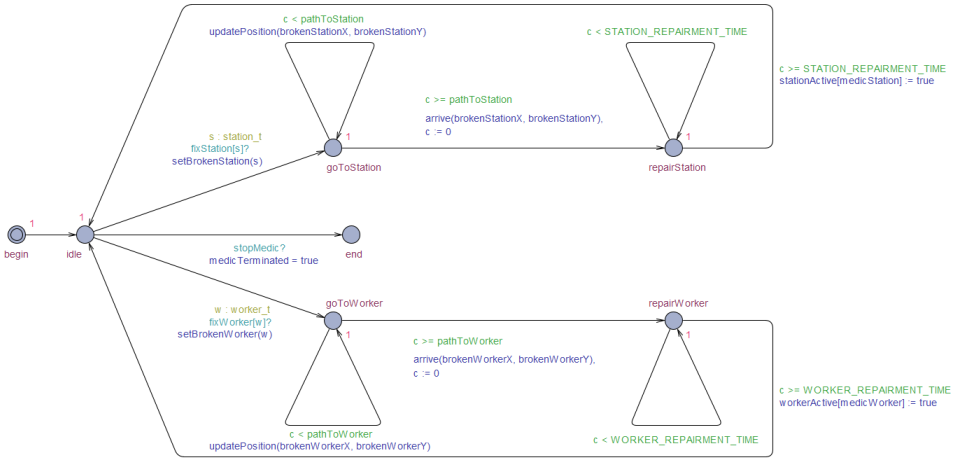 c < pathToStation
updatePosition(brokenStationX, brokenStationY)
c < STATION_REPAIRMENT_TIME
c >= STATION_REPAIRMENT_TIME
stationActive[medicStation] := true
c >= pathToStation
arrive(brokenStationX, brokenStationY),
c := 0
s : station_t
fixStation[s]?
setBrokenStation(s)
1
goToStation
1
repairStation
1
begin
1
idle
stopMedic?
medicTerminated = true
end
w : worker_t
fixWorker[w]?
setBrokenWorker(w)
goToWorker
1
repairWorker
1
c >= pathToWorker
arrive(brokenWorkerX, brokenWorkerY),
c := 0
c >= WORKER_REPAIRMENT_TIME
workerActive[medicWorker] := true
c < pathToWorker
updatePosition(brokenWorkerX, brokenWorkerY)
c < WORKER_REPAIRMENT_TIME